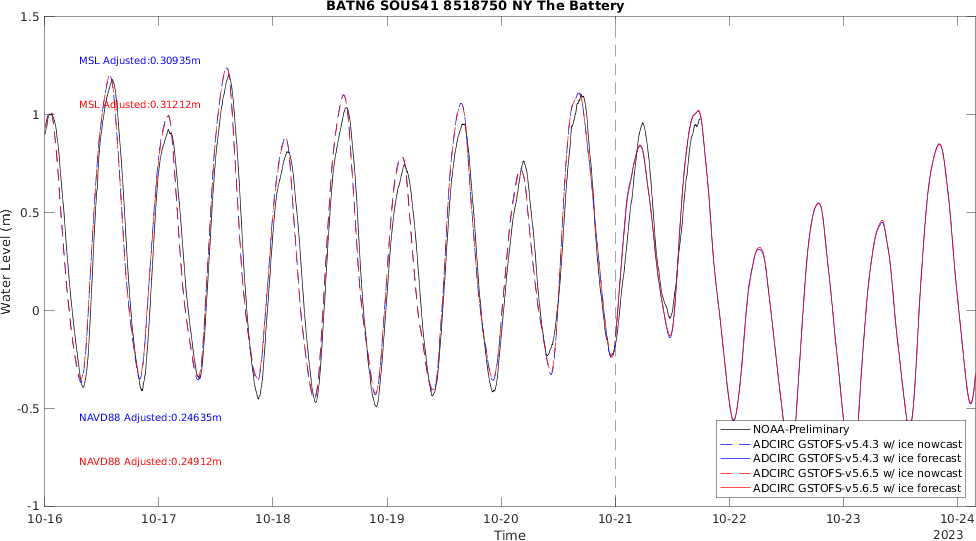 BATN6 SOUS41 8518750 NY The Battery
1.5
MSL Adjusted:0.30935m
MSL Adjusted:0.31212m
1
0.5
Water Level (m)
0
-0.5
NAVD88 Adjusted:0.24635m
NOAA-Preliminary
ADCIRC GSTOFS-v5.4.3 w/ ice nowcast
ADCIRC GSTOFS-v5.4.3 w/ ice forecast
NAVD88 Adjusted:0.24912m
ADCIRC GSTOFS-v5.6.5 w/ ice nowcast
ADCIRC GSTOFS-v5.6.5 w/ ice forecast
-1
10-16 10-17 10-18 10-19 10-20 10-21 10-22 10-23 10-24
Time
2023